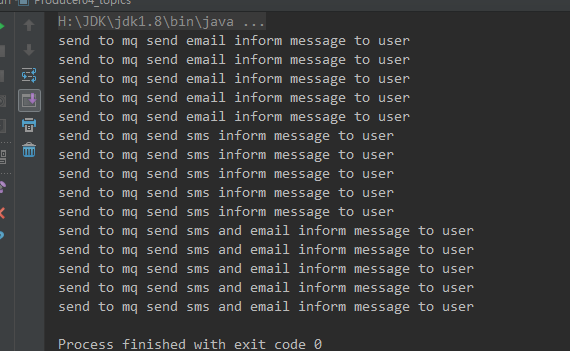 Producer04_topics
H:\JDK\jdk1.8\bin\java ...
send to mq send email inform message to user
send to mq send email inform message to user
send to mq send email inform message to user
send to mq send email inform message to user
send to mq send email inform message to user
send to mq send sms inform message to user
send to mq send sms inform message to user
send to mq send sms inform message to user
send to mq send sms inform message to user
send to mq send sms inform message to user
send to mq send sms and email inform message to user
send to mq send sms and email inform message to user
send to mq send sms and email inform message to user
send to mq send sms and email inform message to user
send to mq send sms and email inform message to user
Process finished with exit code 0